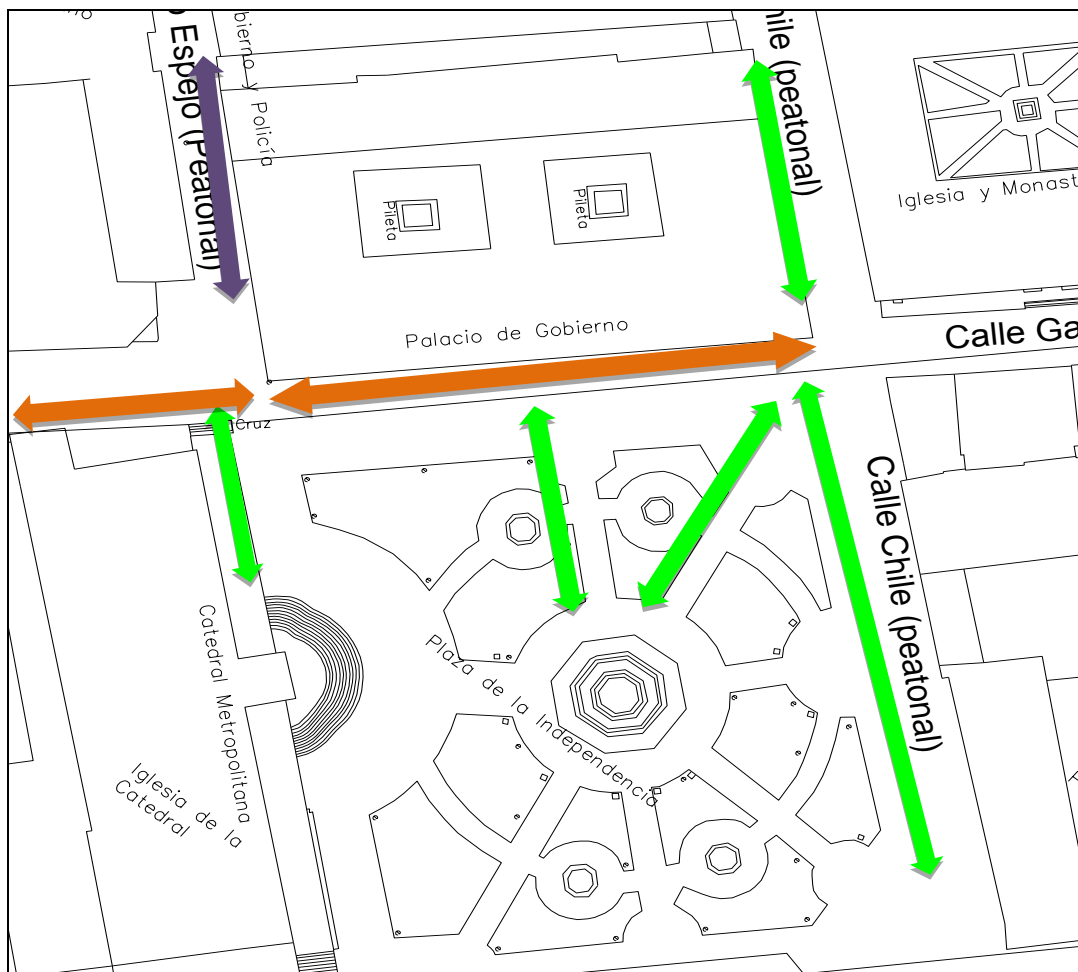 Espejo (Peatonal)
y Policía
hile (peatonal)
Pileta
Pileta
Iglesia y Monast
Palacio de Gobierno
Calle Ga
Cruz
Calle Chile (peatonal)
Catedral Metropolitana
Plaza de la Independencia
Iglesia de la
Catedral